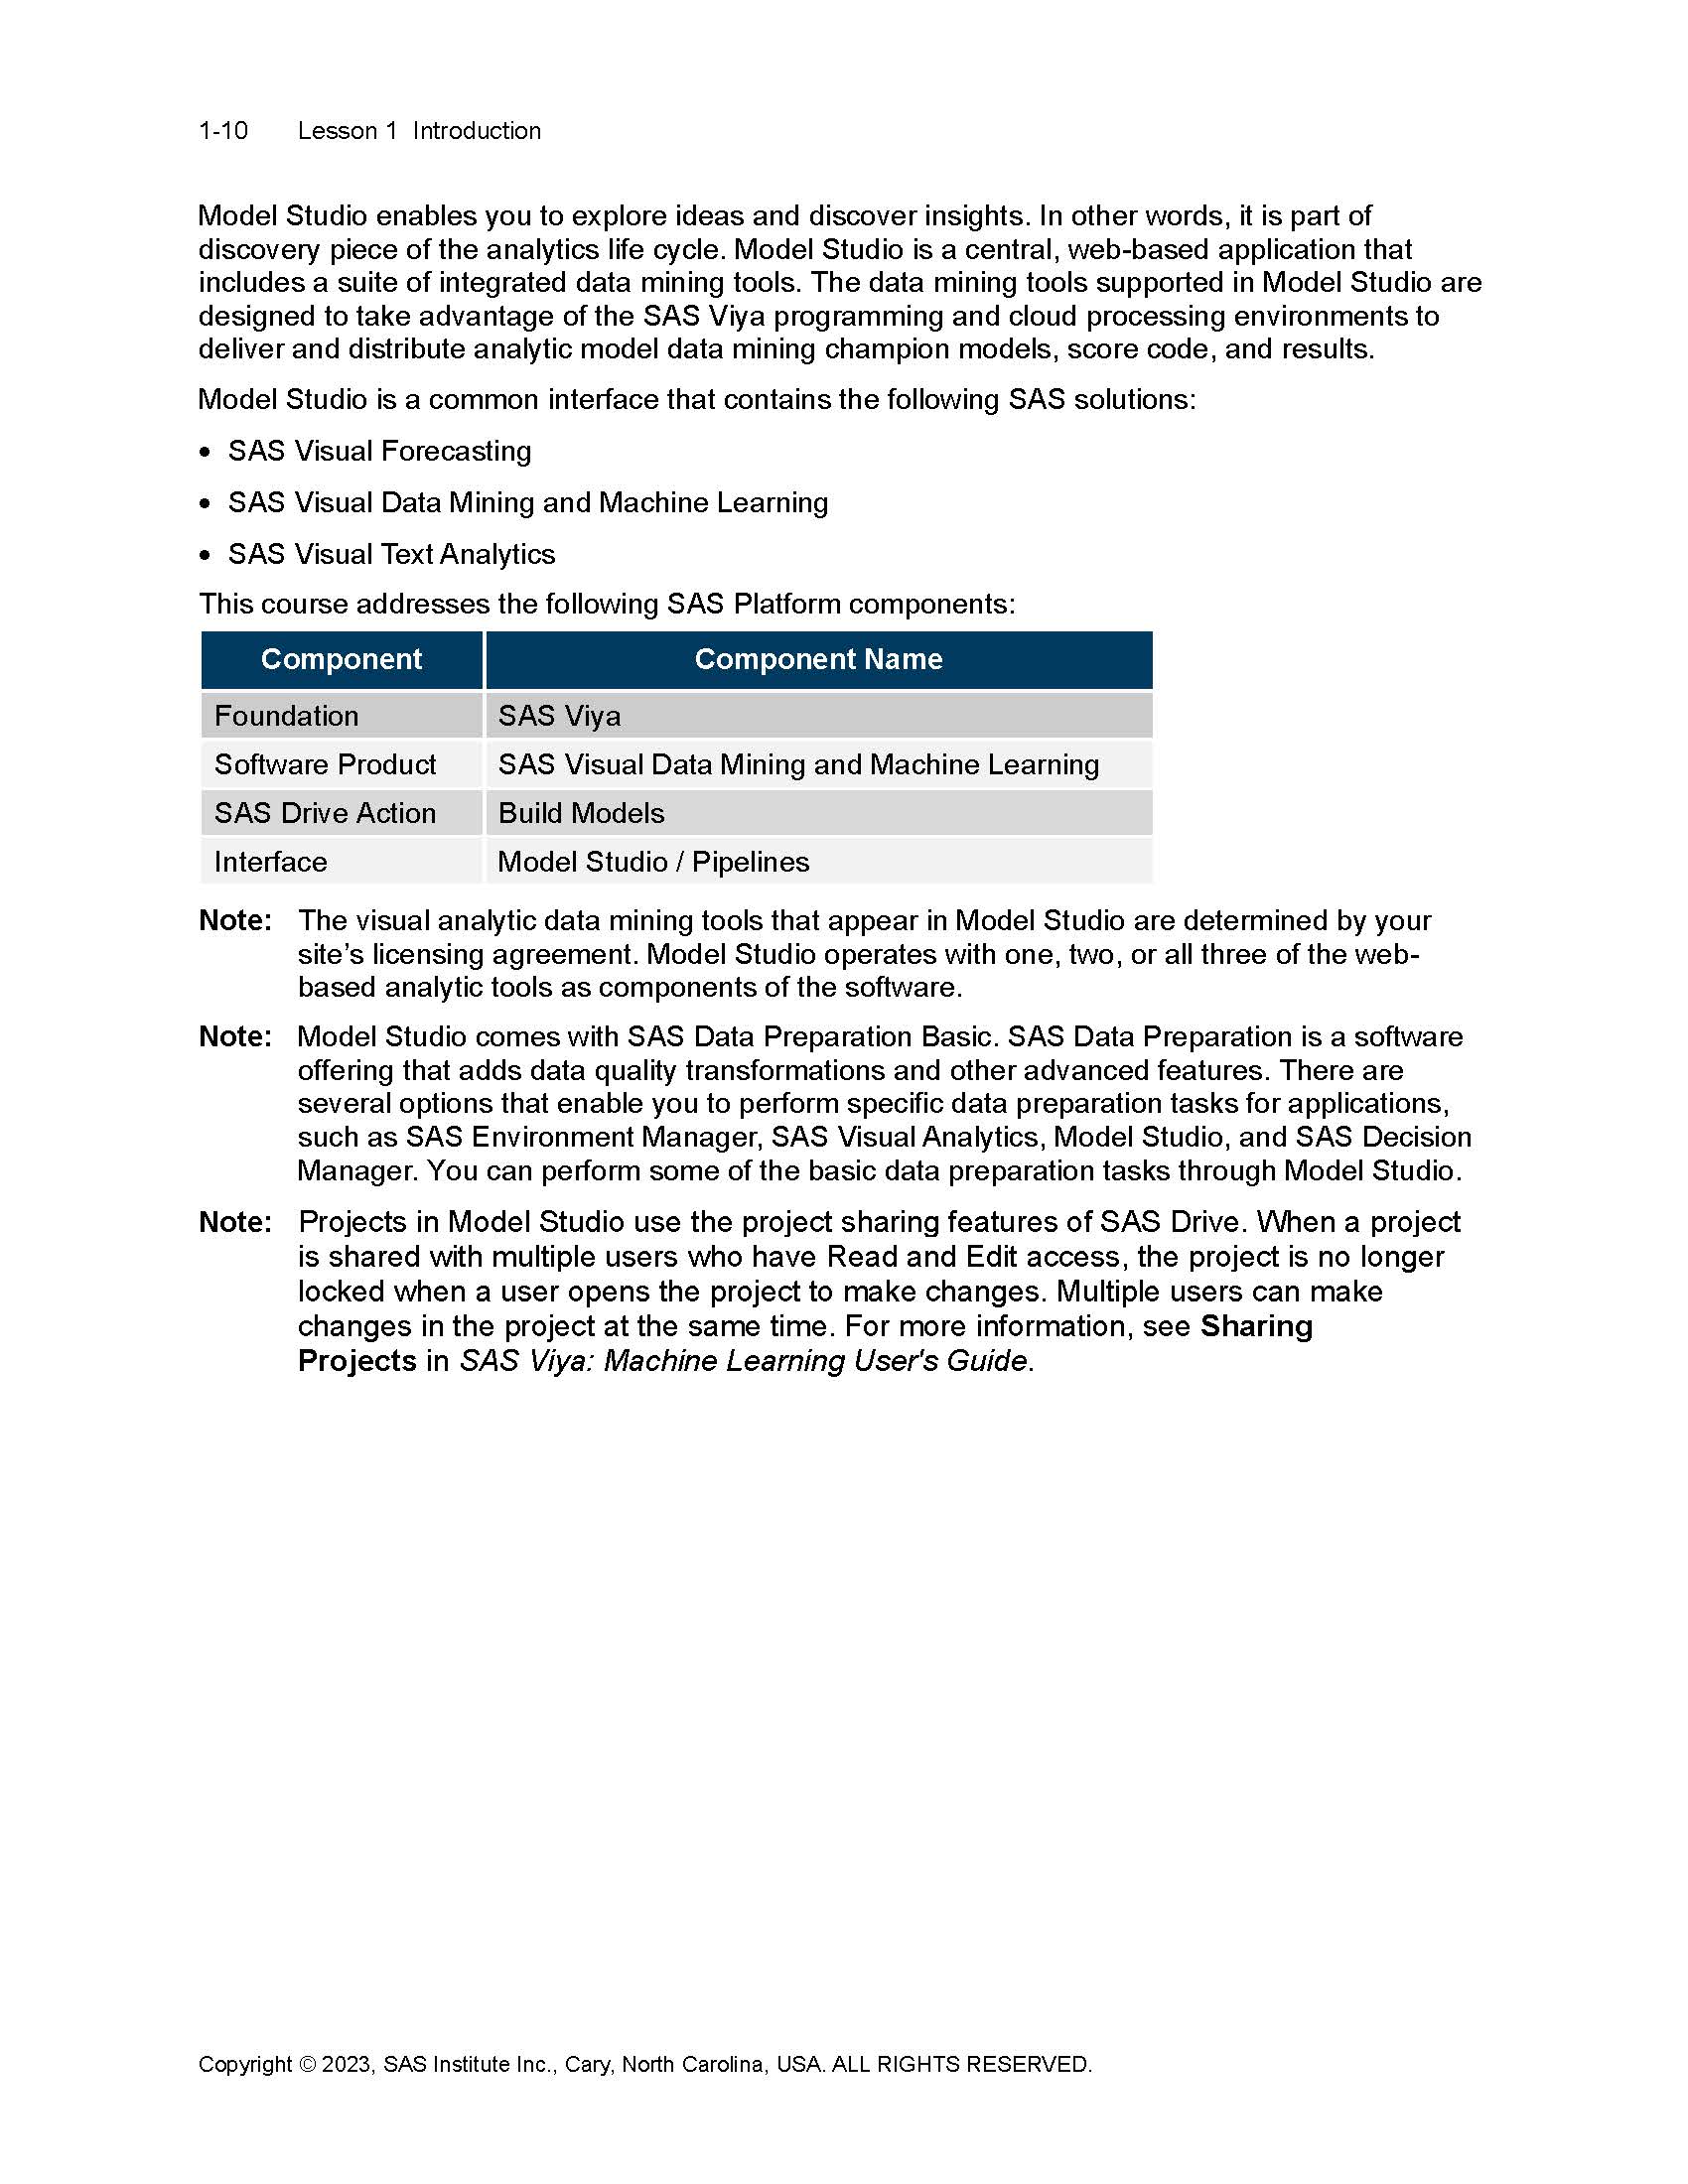 1-10 Lesson 1 Introduction
Model Studio enables you to explore ideas and discover insights. In other words, it is part of
discovery piece of the analytics life cycle. Model Studio is a central, web-based application that
includes a suite of integrated data mining tools. The data mining tools supported in Model Studio are
designed to take advantage of the SAS Viya programming and cloud processing environments to
deliver and distribute analytic model data mining champion models, score code, and results.
Model Studio is a common interface that contains the following SAS solutions:
• SAS Visual Forecasting
• SAS Visual Data Mining and Machine Learning
• SAS Visual Text Analytics
This course addresses the following SAS Platform components:
Component Component Name
Foundation SAS Viya
Software Product SAS Visual Data Mining and Machine Learning
SAS Drive Action Build Models
Interface Model Studio / Pipelines
Note: The visual analytic data mining tools that appear in Model Studio are determined by your
site’s licensing agreement. Model Studio operates with one, two, or all three of the web-
based analytic tools as components of the software.
Note: Model Studio comes with SAS Data Preparation Basic. SAS Data Preparation is a software
offering that adds data quality transformations and other advanced features. There are
several options that enable you to perform specific data preparation tasks for applications,
such as SAS Environment Manager, SAS Visual Analytics, Model Studio, and SAS Decision
Manager. You can perform some of the basic data preparation tasks through Model Studio.
Note: Projects in Model Studio use the project sharing features of SAS Drive. When a project
is shared with multiple users who have Read and Edit access, the project is no longer
locked when a user opens the project to make changes. Multiple users can make
changes in the project at the same time. For more information, see Sharing
Projects in SAS Viya: Machine Learning User's Guide.
Copyright © 2023, SAS Institute Inc., Cary, North Carolina, USA. ALL RIGHTS RESERVED.